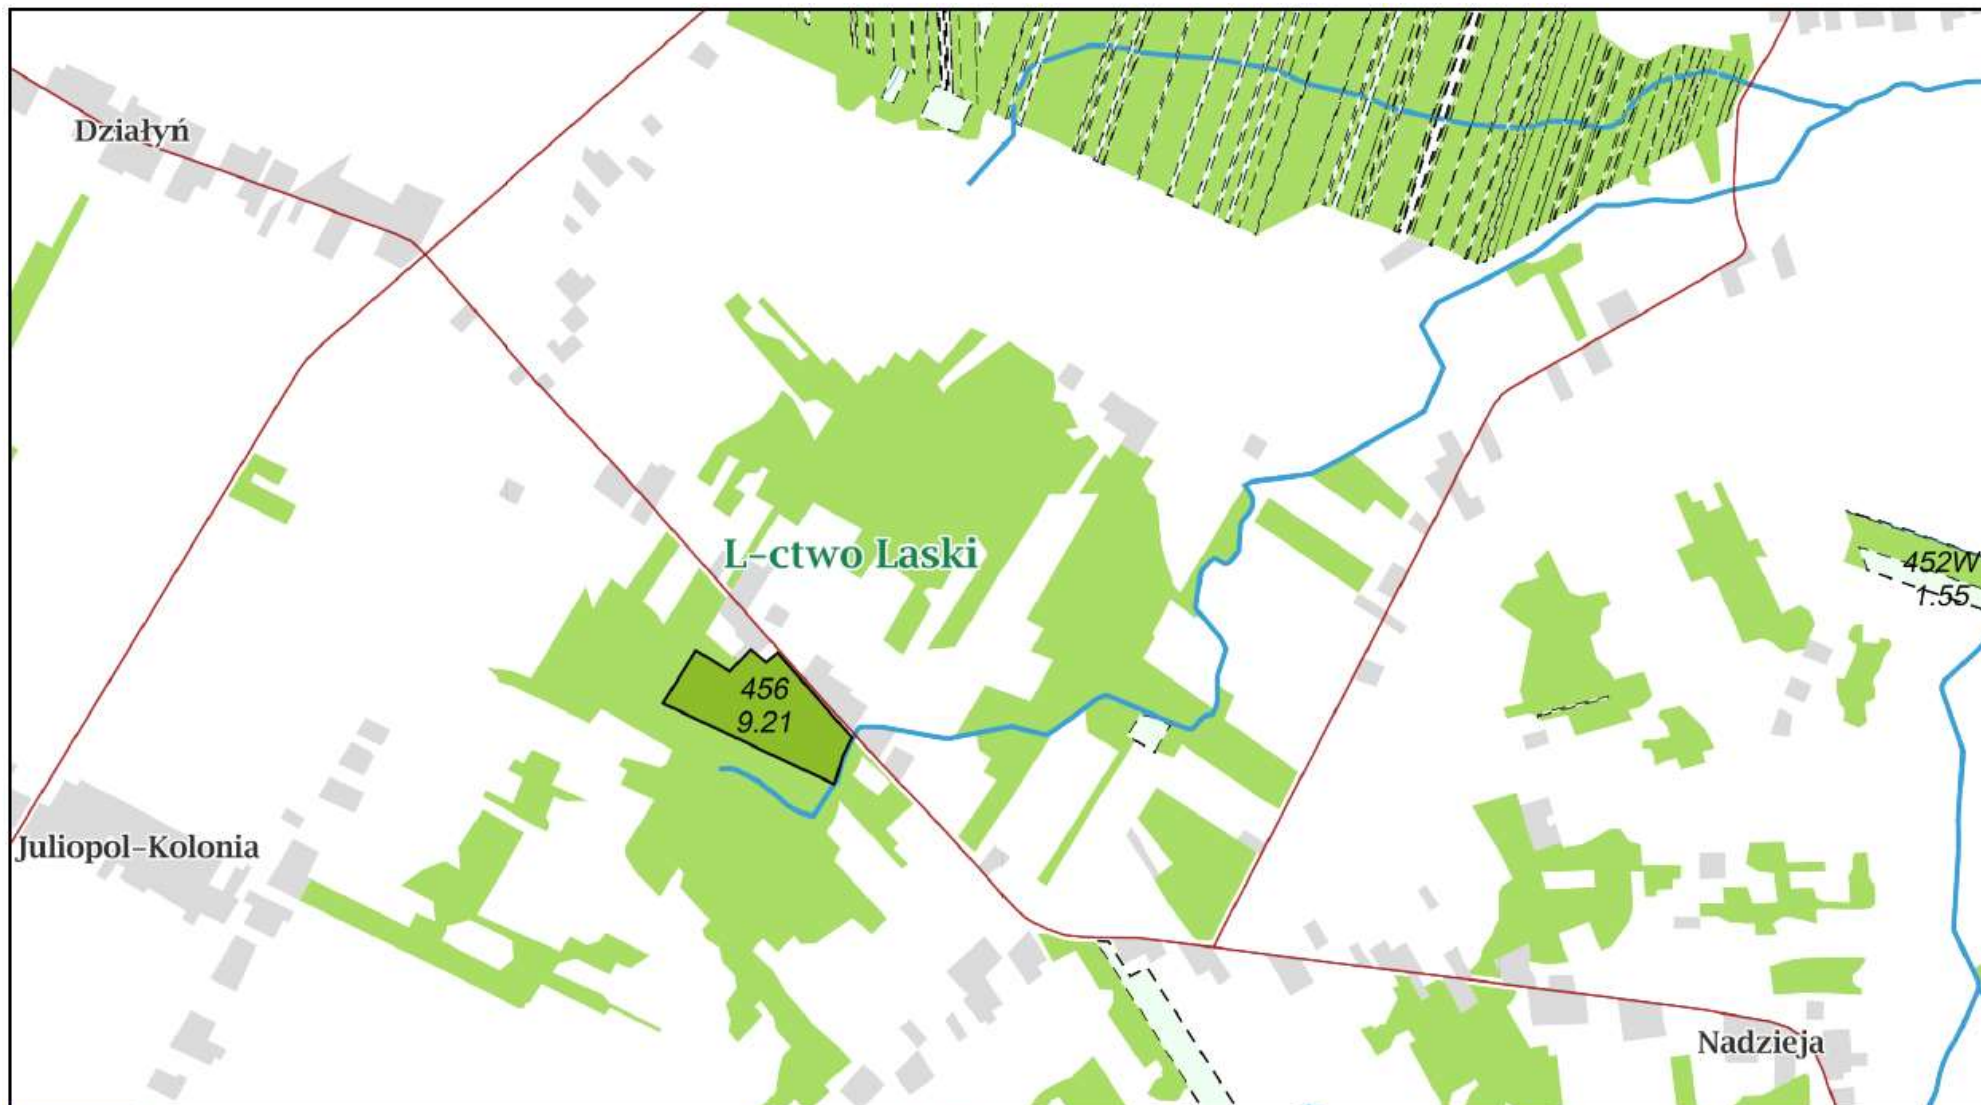 Działyń
L-ctwo Laski
452W
1.55
456
9.21
Juliopol-Kolonia
Nadzieja